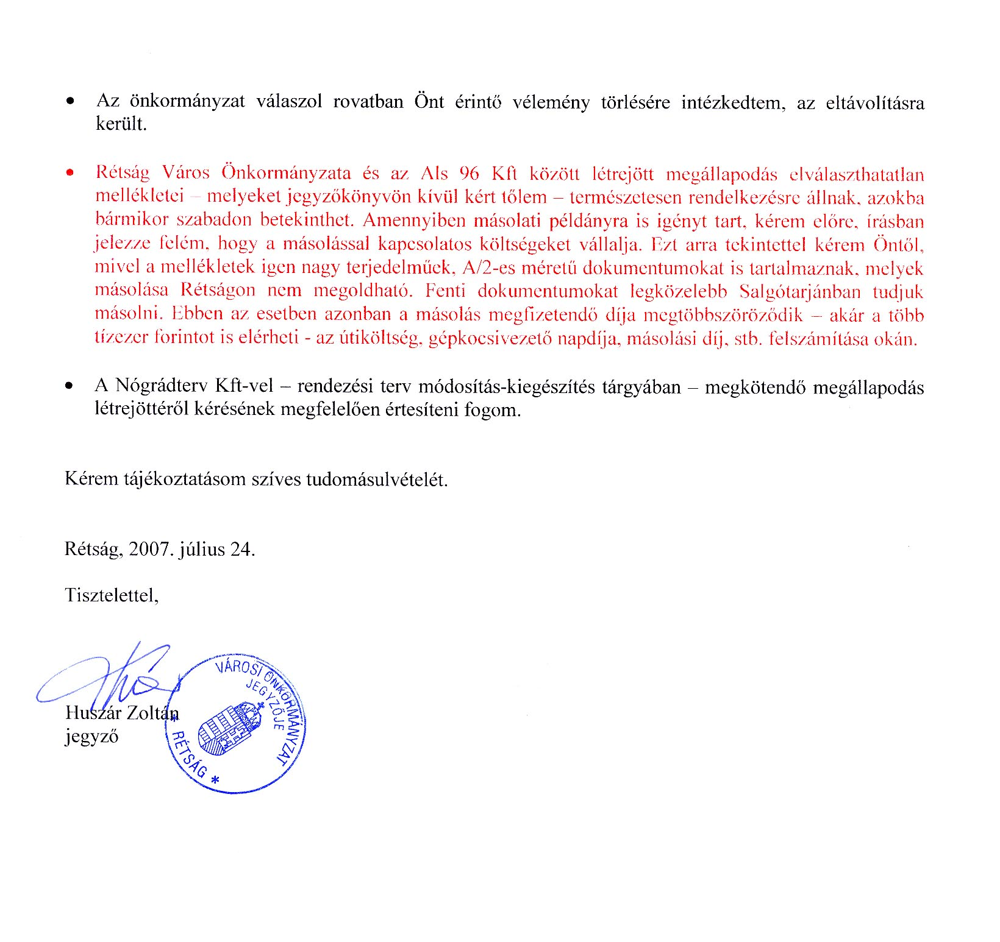 • Az önkormányzat válaszol rovatban Önt érintő vélemény törlésére intézkedtem, az eltávolításra
került.
• Rétság Város Önkormányzata és az Als 96 Kft között létrejött megállapodás elválaszthatatlan
mellékletei – melyeket jegyzőkönyvön kívül kért tőlem – természetesen rendelkezésre állnak, azokba
bármikor szabadon betekinthet. Amennyiben másolati példányra is igényt tart, kérem előre, írásban
jelezze felém, hogy a másolással kapcsolatos költségeket vállalja. Ezt arra tekintettel kérem Öntől,
mivel a mellékletek igen nagy terjedelműek, A/2-es méretű dokumentumokat is tartalmaznak, melyek
másolása Rétságon nem megoldható. Fenti dokumentumokat legközelebb Salgótarjánban tudjuk
másolni. Ebben az esetben azonban a másolás megfizetendő díja megtöbbszöröződik – akár a több
tízezer forintot is elérheti - az útiköltség, gépkocsivezető napdíja, másolási díj, stb. felszámítása okán.
• A Nógrádterv Kft-vel – rendezési terv módosítás-kiegészítés tárgyában – megkötendő megállapodás
létrejöttéről kérésének megfelelően értesíteni fogom.
Kérem tájékoztatásom szíves tudomásulvételét.
Rétság, 2007. július 24.
Tisztelettel,
Huszár Zoltán
jegyző
VÁROSI ÖNKORMÁNYZAT
JEGYZŐJE
* RÉTSÁG *